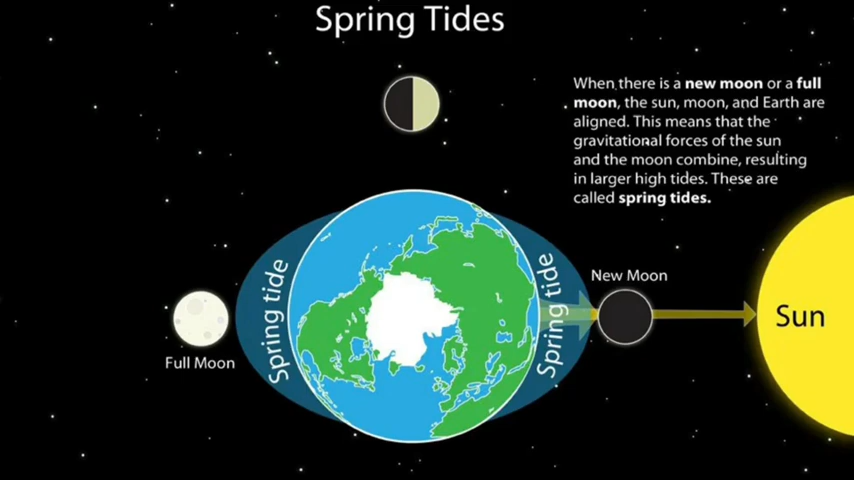 Spring Tides
When there is a new moon or a full
moon, the sun, moon, and Earth are
aligned. This means that the
gravitational forces of the sun
and the moon combine, resulting
in larger high tides. These are
called spring tides.
Spring tide
Spring tide
New Moon
Sun
Full Moon